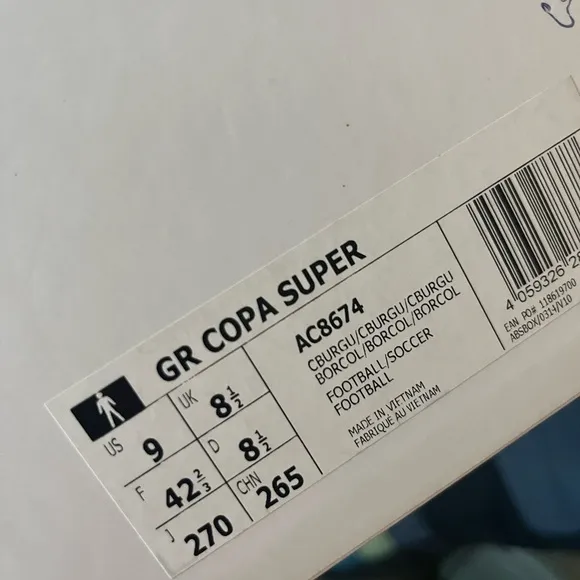 GR COPA SUPER
US 9 UK 8½
F 42⅔ D 8½
J 270 CHN 265
AC8674
CBURGU/CBURGU/CBURGU
BORCOL/BORCOL/BORCOL
FOOTBALL/SOCCER
FOOTBALL
MADE IN VIETNAM
FABRIQUÉ AU VIETNAM
4 059326
EAN PO# 118619700
ABSBOX/0314/V10